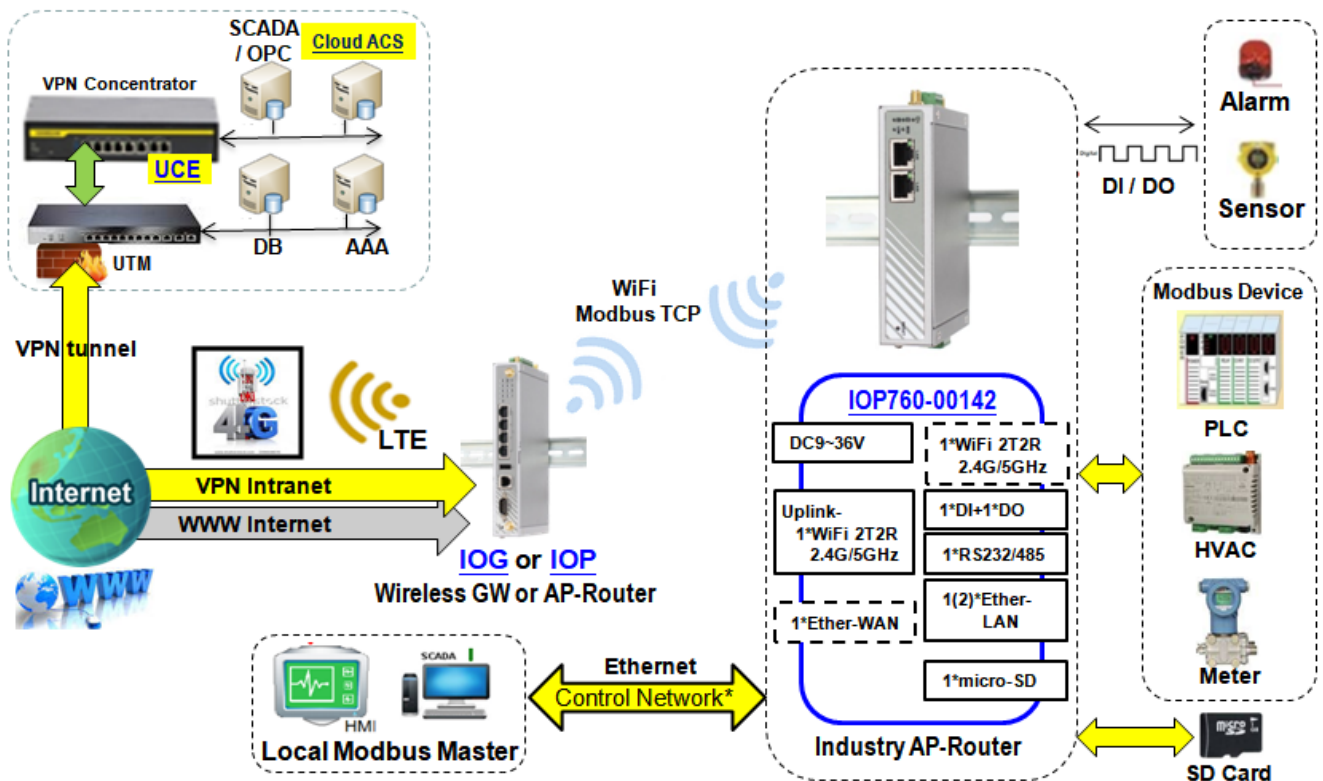 SCADA
/ OPC
Cloud ACS
VPN Concentrator
UCE
DB
AAA
UTM
VPN tunnel
shutterstock
4G
LTE
Internet
VPN Intranet
WWW Internet
WWW
IOG or IOP
Wireless GW or AP-Router
WiFi
Modbus TCP
SCADA
HMI
Local Modbus Master
Ethernet
Control Network*
IOP760-00142
DC9~36V
1*WiFi 2T2R
2.4G/5GHz
Uplink-
1*WiFi 2T2R
2.4G/5GHz
1*DI+1*DO
1*RS232/485
1(2)*Ether-
LAN
1*Ether-WAN
1*micro-SD
Industry AP-Router
Digital
DI / DO
Alarm
Sensor
Modbus Device
PLC
HVAC
Meter
micro
SD Card